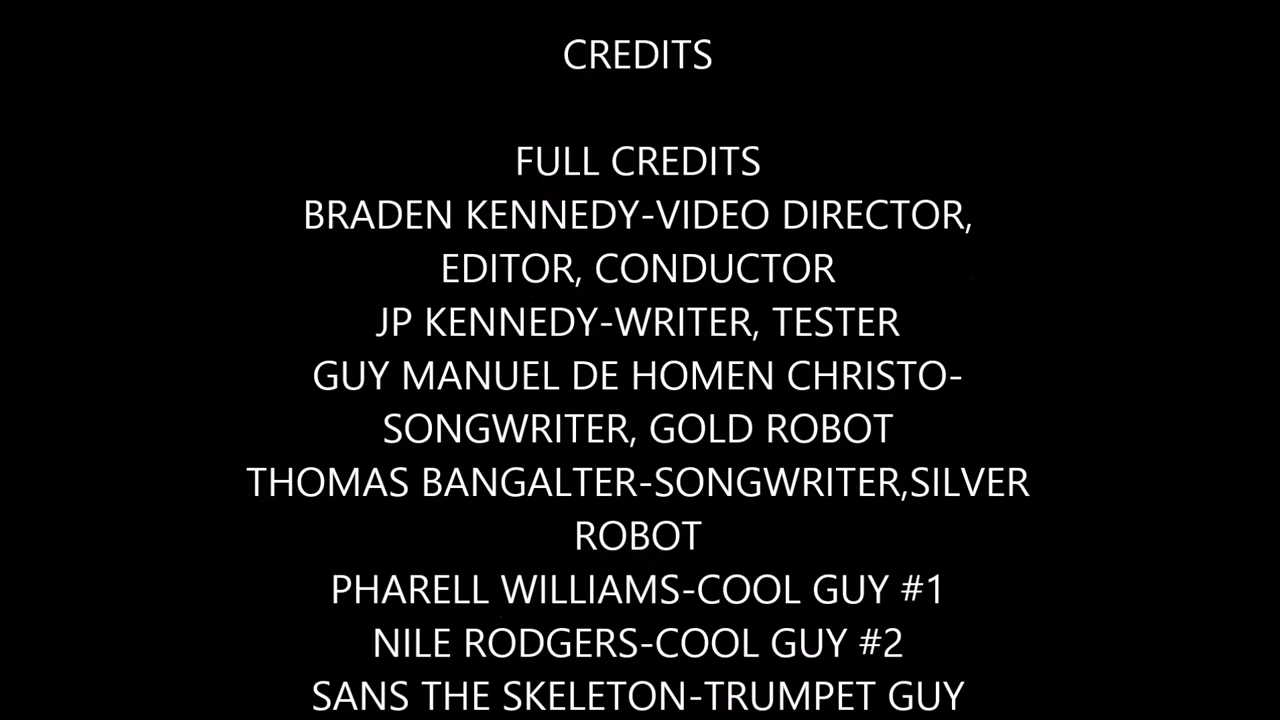 CREDITS
FULL CREDITS
BRADEN KENNEDY-VIDEO DIRECTOR,
EDITOR, CONDUCTOR
JP KENNEDY-WRITER, TESTER
GUY MANUEL DE HOMEN CHRISTO-
SONGWRITER, GOLD ROBOT
THOMAS BANGALTER-SONGWRITER,SILVER
ROBOT
PHARELL WILLIAMS-COOL GUY #1
NILE RODGERS-COOL GUY #2
SANS THE SKELETON-TRUMPET GUY